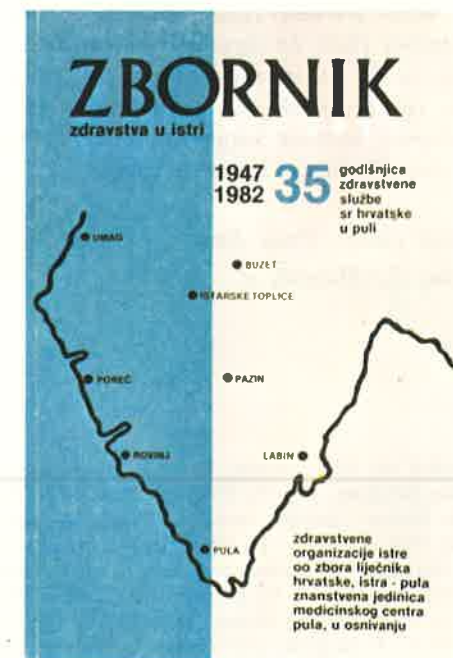 ZBORNIK
zdravstva u istri
1947
1982
35
godišnjica
zdravstvene
službe
sr hrvatske
u puli
UMAG
BUZET
ISTARSKE TOPLICE
POREČ
PAZIN
ROVINJ
LABIN
PULA
zdravstvene
organizacije istre
oo zbora liječnika
hrvatske, istra - pula
znanstvena jedinica
medicinskog centra
pula, u osnivanju